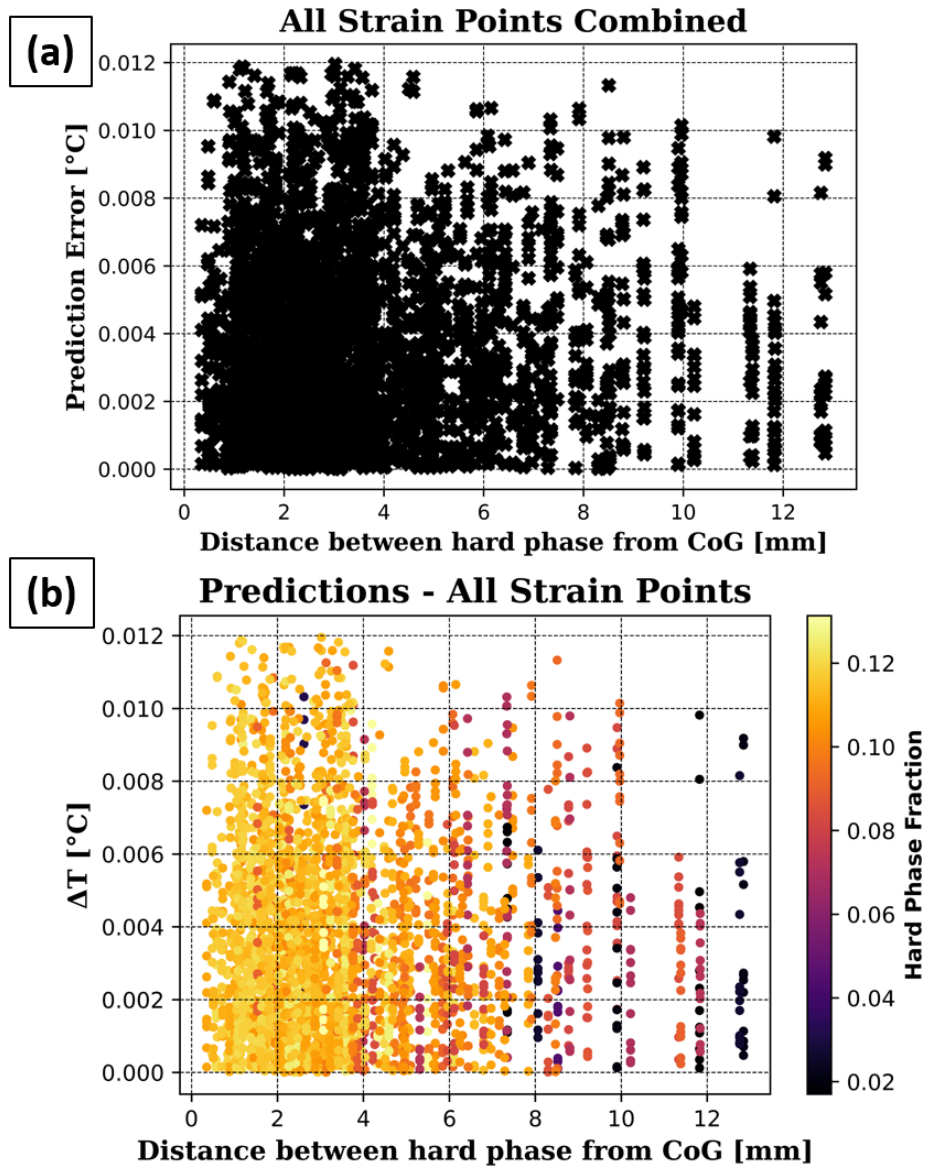 (a)
All Strain Points Combined
Prediction Error [°C]
0.012
0.010
0.008
0.006
0.004
0.002
0.000
0 2 4 6 8 10 12
Distance between hard phase from CoG [mm]
(b)
Predictions - All Strain Points
ΔT [°C]
0.012
0.010
0.008
0.006
0.004
0.002
0.000
0 2 4 6 8 10 12
Distance between hard phase from CoG [mm]
0.12
0.10
0.08
0.06
0.04
0.02
Hard Phase Fraction